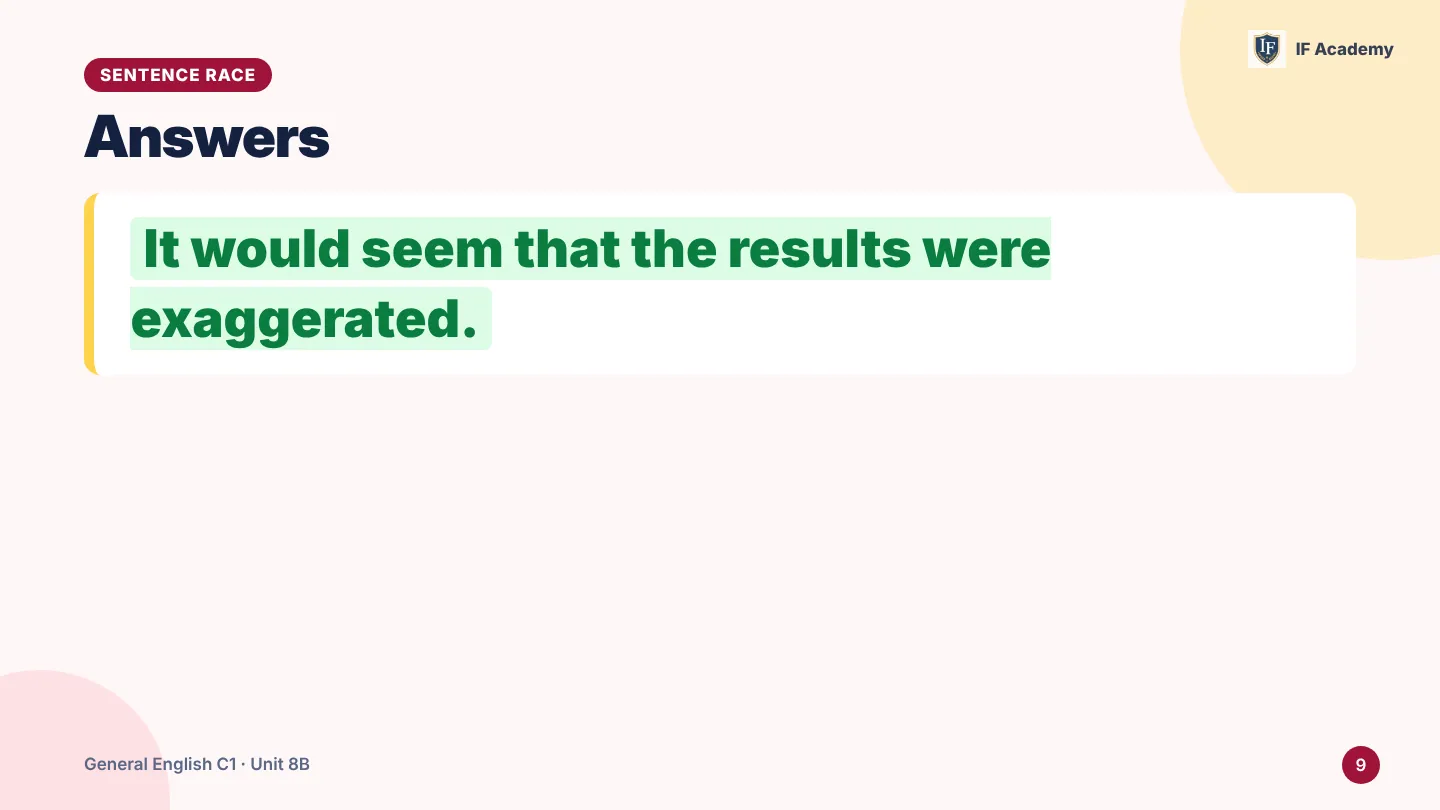 IF
IF Academy
SENTENCE RACE
Answers
It would seem that the results were
exaggerated.
General English C1 · Unit 8B
9